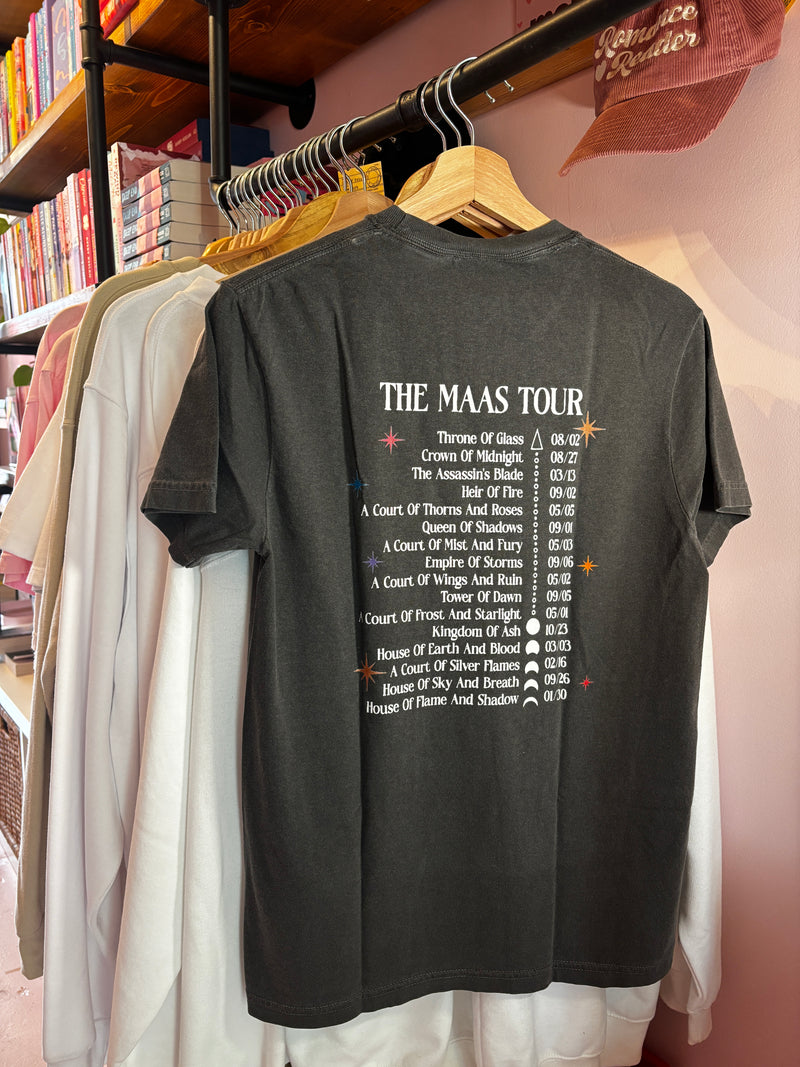 Romance
Reader
THE MAAS TOUR
Throne Of Glass 08/02
Crown Of Midnight 08/27
The Assassin's Blade 03/13
Heir Of Fire 09/02
A Court Of Thorns And Roses 05/05
Queen Of Shadows 09/01
A Court Of Mist And Fury 05/03
Empire Of Storms 09/06
A Court Of Wings And Ruin 05/02
Tower Of Dawn 09/05
A Court Of Frost And Starlight 05/01
Kingdom Of Ash 10/23
House Of Earth And Blood 03/03
A Court Of Silver Flames 02/16
House Of Sky And Breath 09/26
House Of Flame And Shadow 01/30